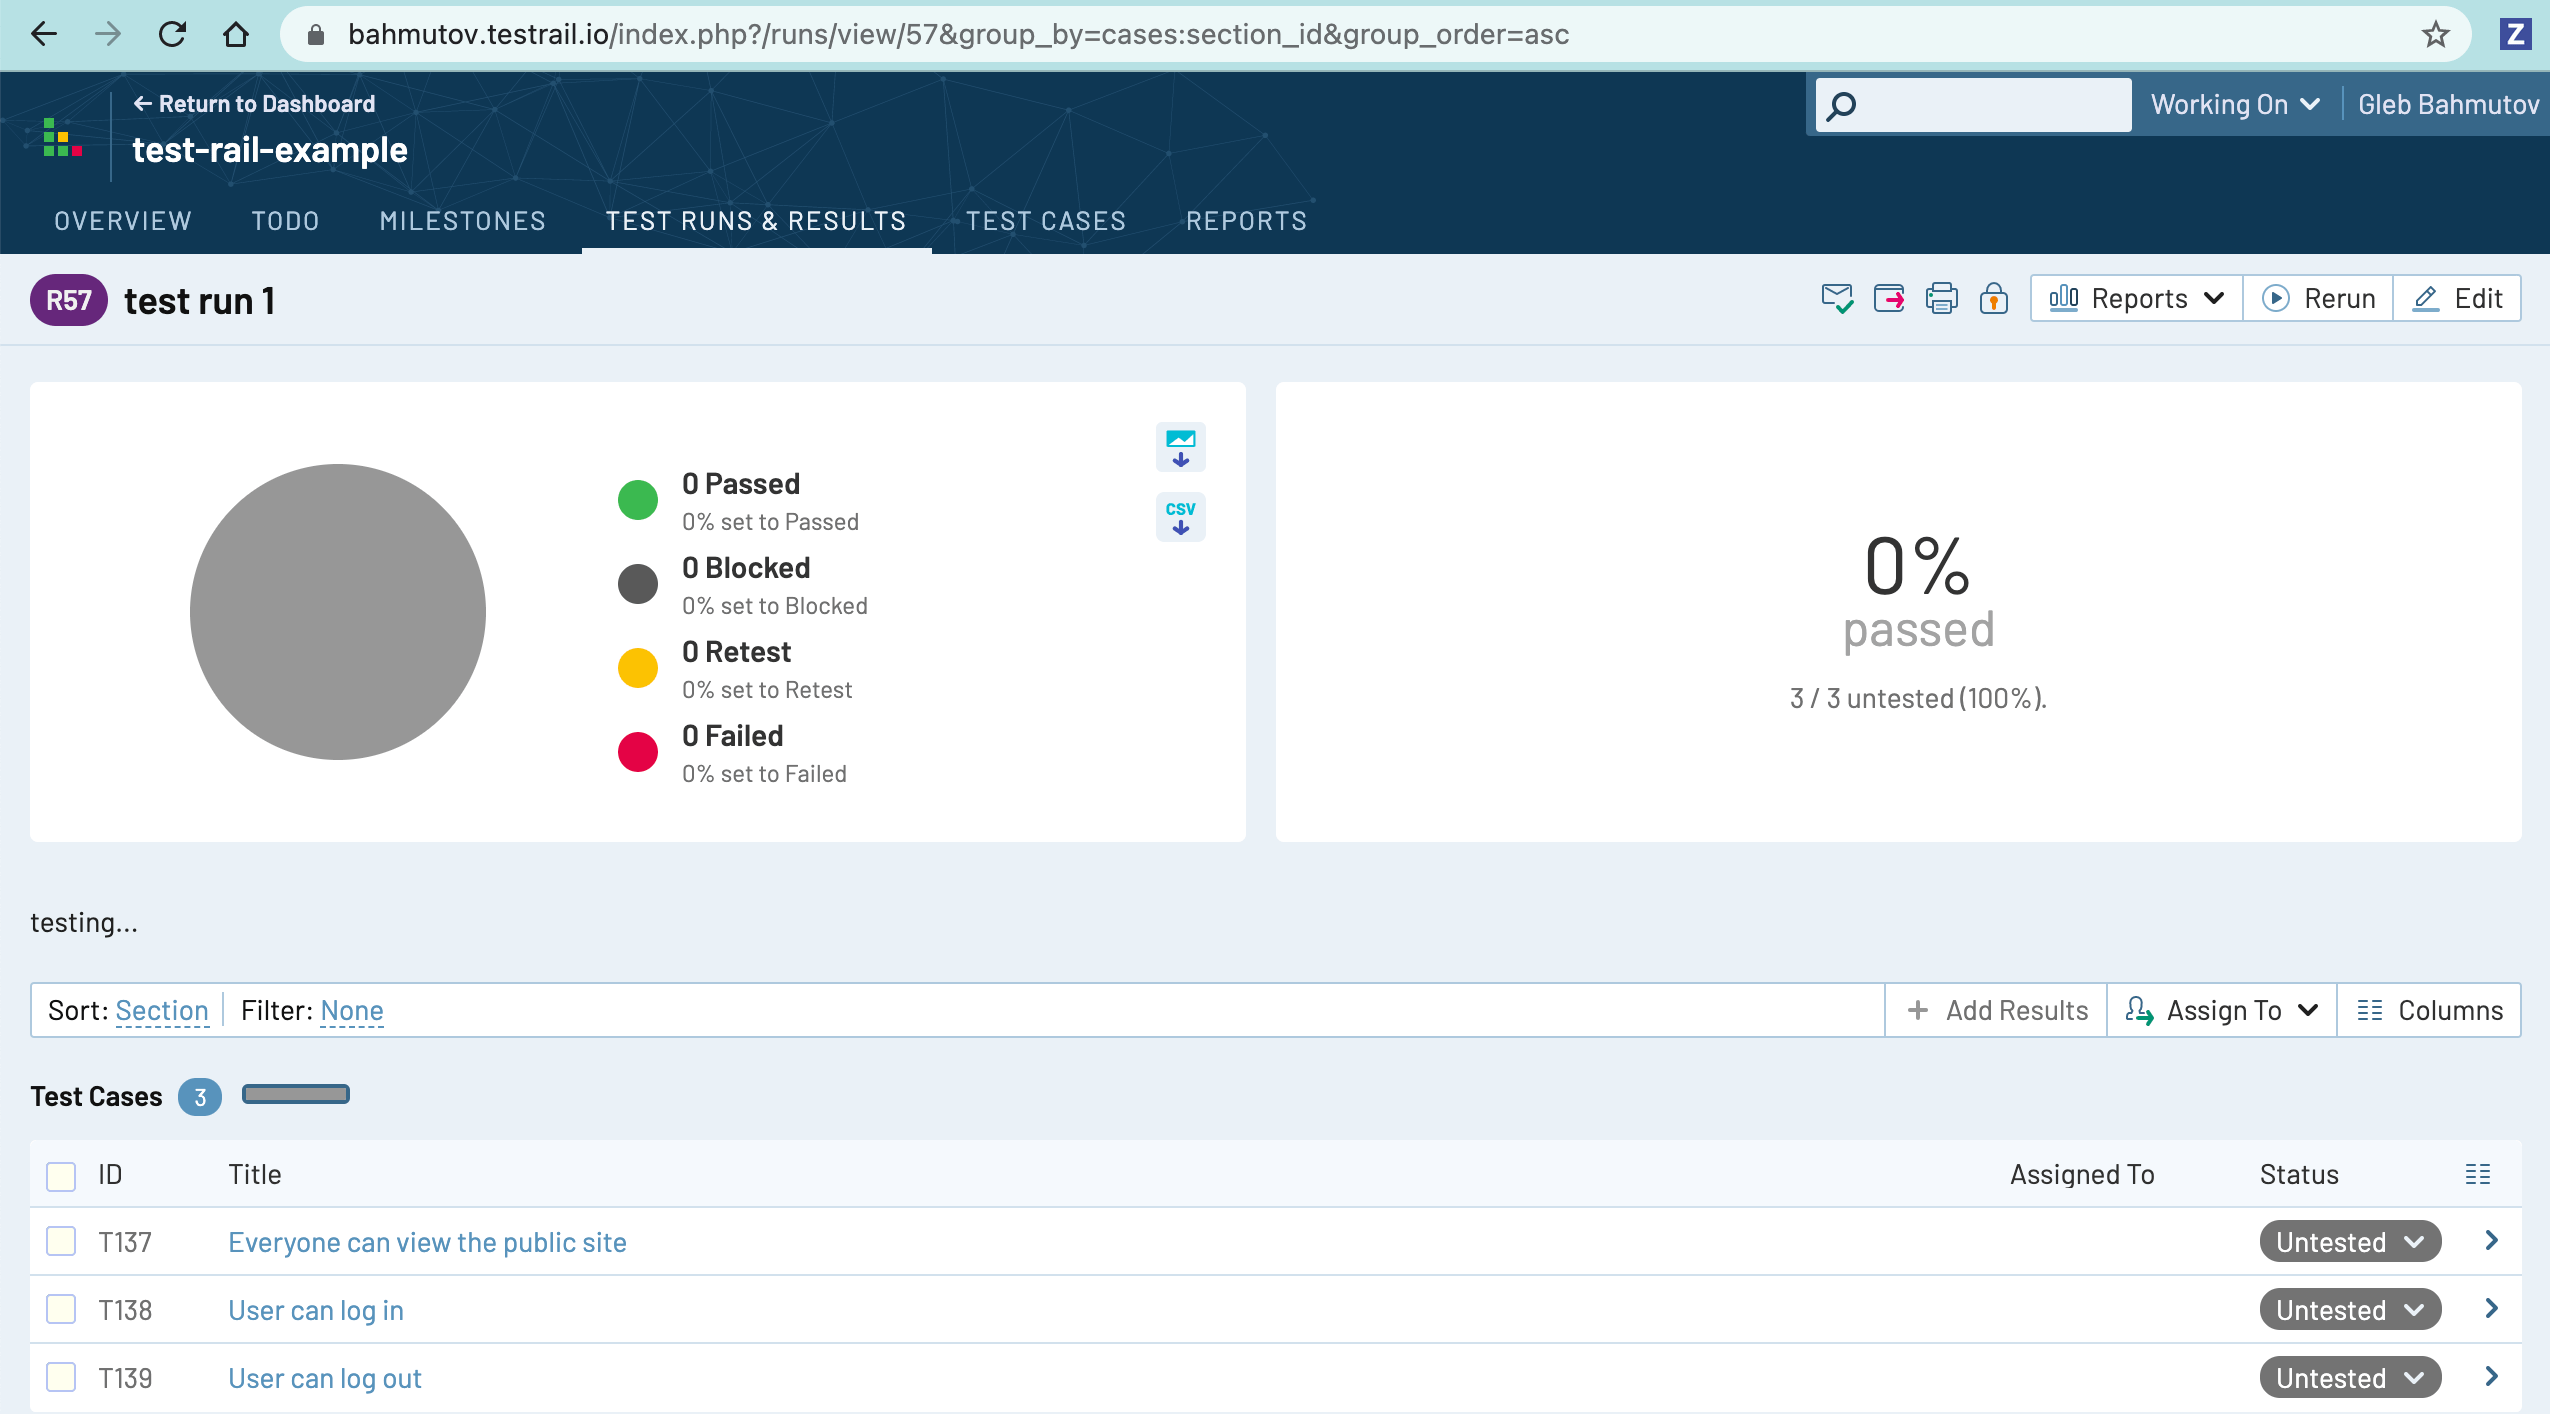 bahmutov.testrail.io/index.php?/runs/view/57&group_by=cases:section_id&group_order=asc
Z
Return to Dashboard
test-rail-example
Working On
Gleb Bahmutov
OVERVIEW TODO MILESTONES TEST RUNS & RESULTS TEST CASES REPORTS
R57 test run 1
Reports Rerun Edit
0 Passed
0% set to Passed
0 Blocked
0% set to Blocked
0 Retest
0% set to Retest
0 Failed
0% set to Failed
CSV
0%
passed
3 / 3 untested (100%).
testing...
Sort: Section Filter: None
Add Results Assign To Columns
Test Cases 3
ID Title Assigned To Status
T137 Everyone can view the public site Untested
T138 User can log in Untested
T139 User can log out Untested